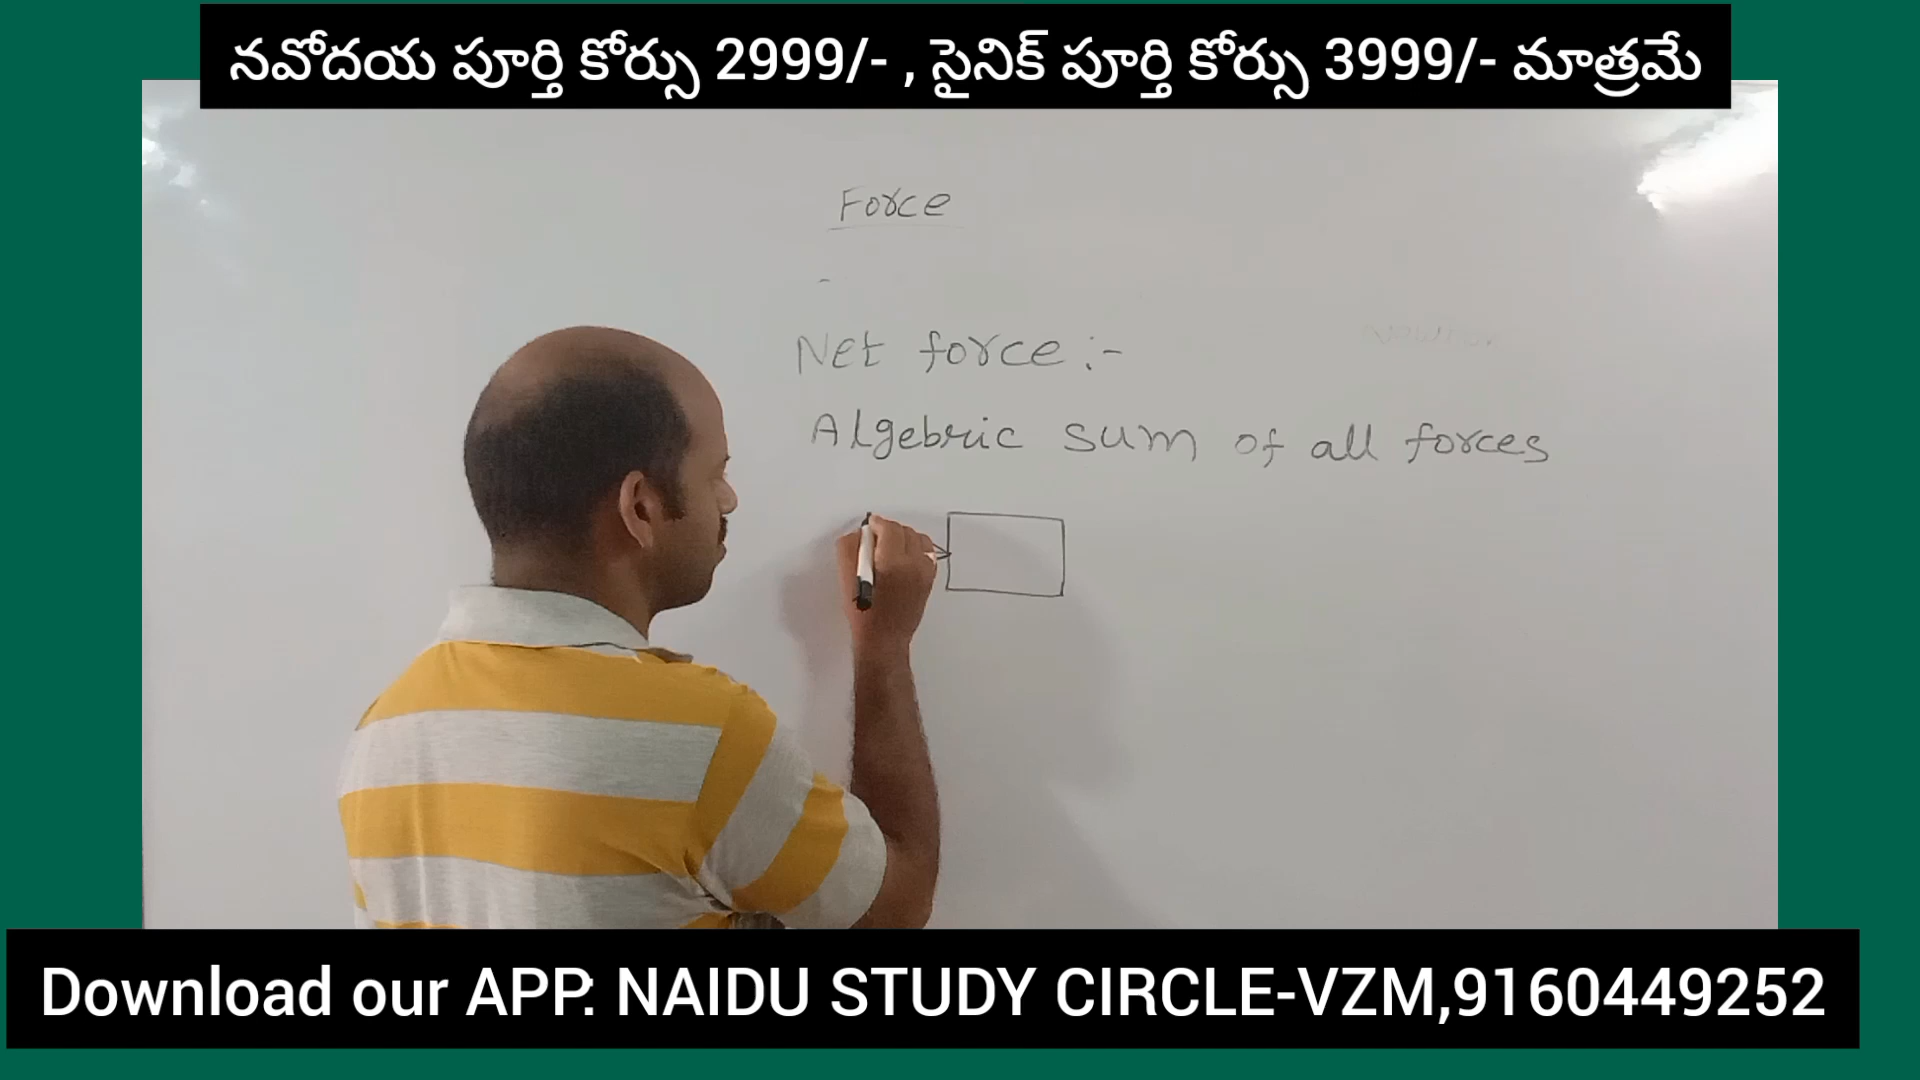 నవోదయ పూర్తి కోర్సు 2999/- , సైనిక్ పూర్తి కోర్సు 3999/- మాత్రమే
Force
Net force :-
Algebric sum of all forces
Download our APP: NAIDU STUDY CIRCLE-VZM,9160449252